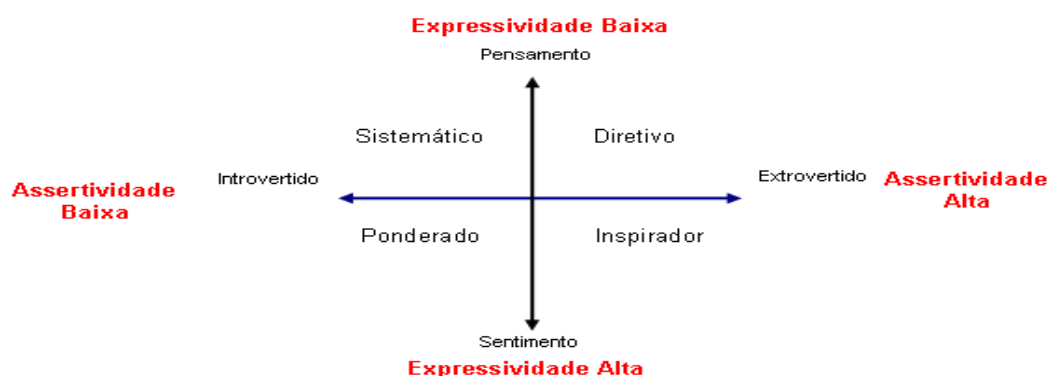 Expressividade Baixa
Pensamento
Sistemático
Diretivo
Introvertido
Extrovertido
Assertividade
Baixa
Assertividade
Alta
Ponderado
Inspirador
Sentimento
Expressividade Alta